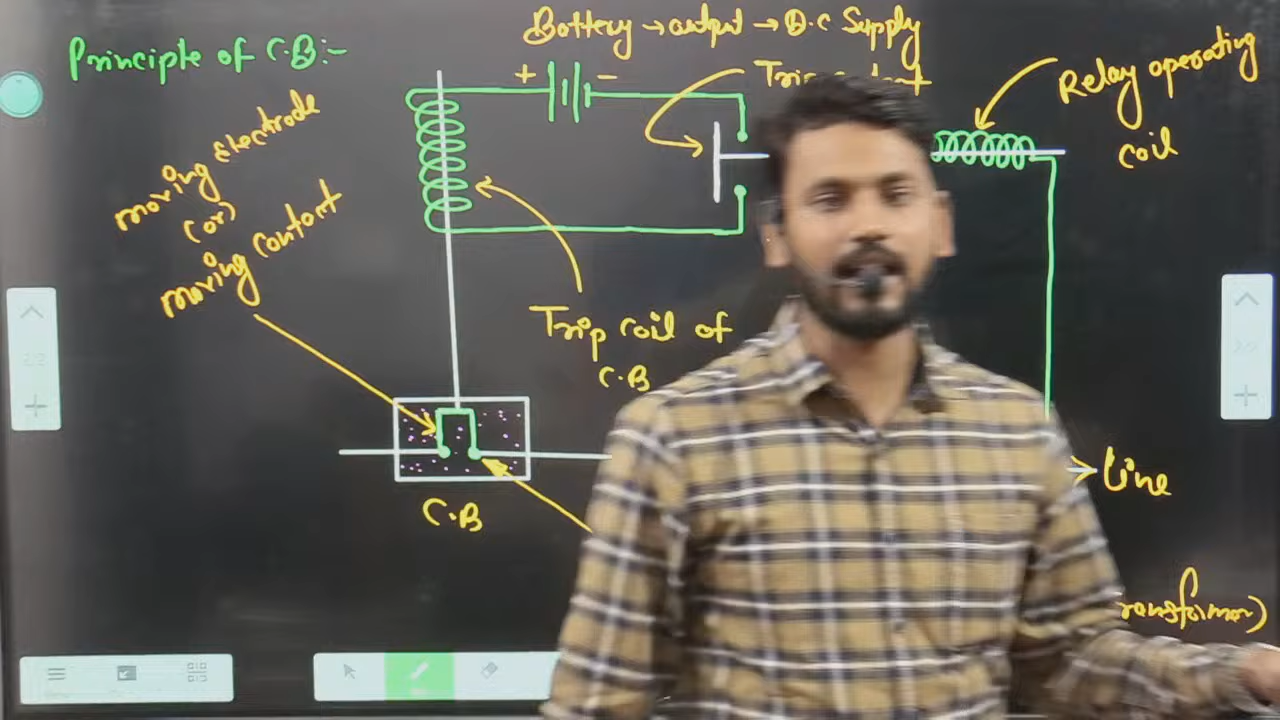 Principle of C.B:-
Battery → output → D.C Supply
+ −
Relay operating
coil
moving electrode
(or)
moving contact
Trip coil of
C.B
Line
C.B